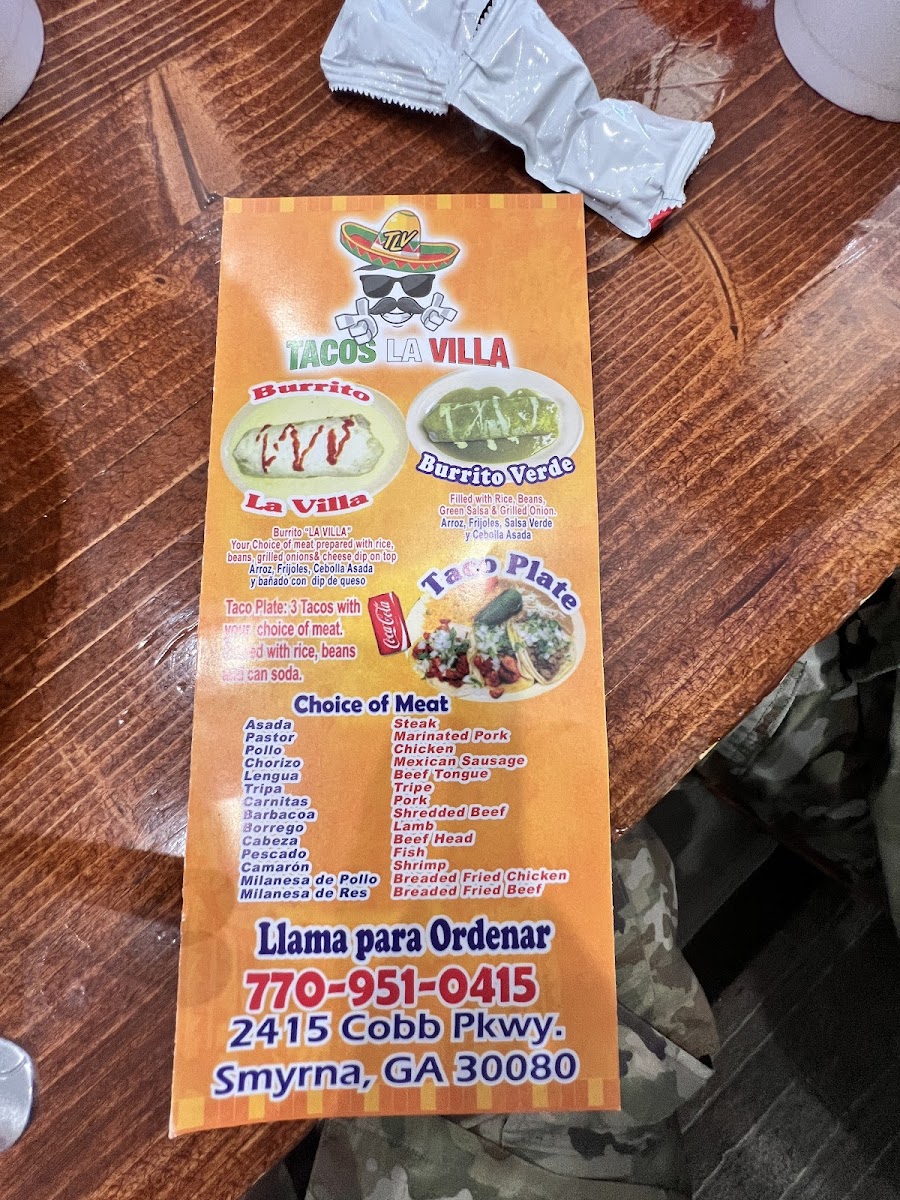 TLV
TACOS LA VILLA
Burrito
La Villa
Burrito Verde
Filled with Rice, Beans,
Green Salsa & Grilled Onion.
Arroz, Frijoles, Salsa Verde
y Cebolla Asada
Burrito "LA VILLA"
Your Choice of meat prepared with rice,
beans, grilled onions& cheese dip on top
Arroz, Frijoles, Cebolla Asada
y bañado con dip de queso
Taco Plate
Coca-Cola
Taco Plate: 3 Tacos with
your choice of meat.
with rice, beans
and can soda.
Choice of Meat
Asada Steak
Pastor Marinated Pork
Pollo Chicken
Chorizo Mexican Sausage
Lengua Beef Tongue
Tripa Tripe
Carnitas Pork
Barbacoa Shredded Beef
Borrego Lamb
Cabeza Beef Head
Pescado Fish
Camarón Shrimp
Milanesa de Pollo Breaded Fried Chicken
Milanesa de Res Breaded Fried Beef
Llama para Ordenar
770-951-0415
2415 Cobb Pkwy.
Smyrna, GA 30080